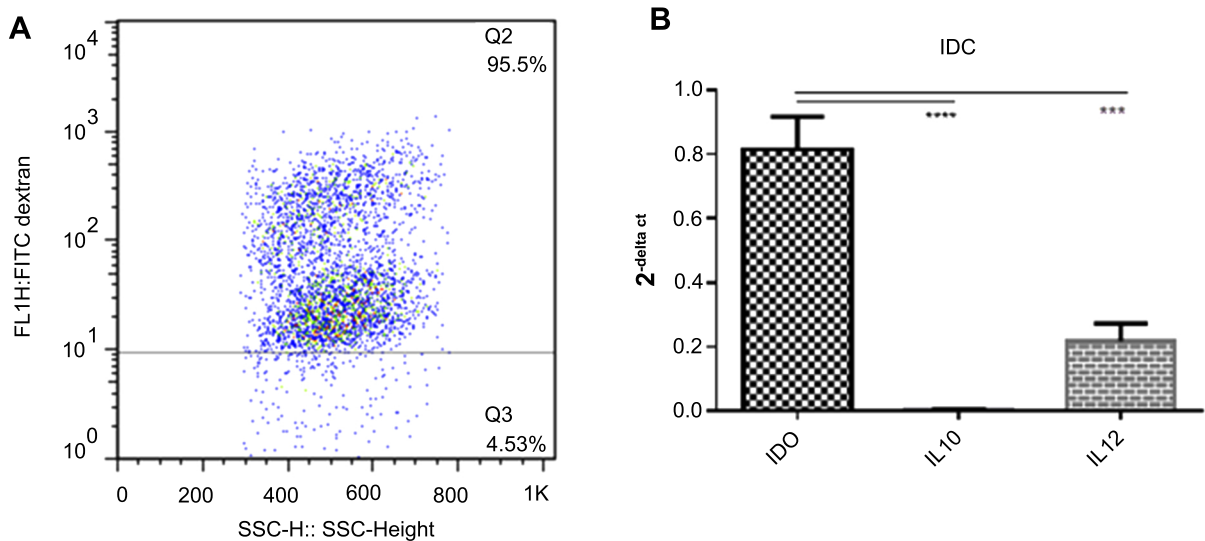 A
Q2
95.5%
10^4
10^3
10^2
10^1
10^0
FL1H:FITC dextran
Q3
4.53%
0 200 400 600 800 1K
SSC-H:: SSC-Height
B
IDC
1.0
0.8
0.6
0.4
0.2
0.0
2^-delta ct
****
***
IDO IL10 IL12